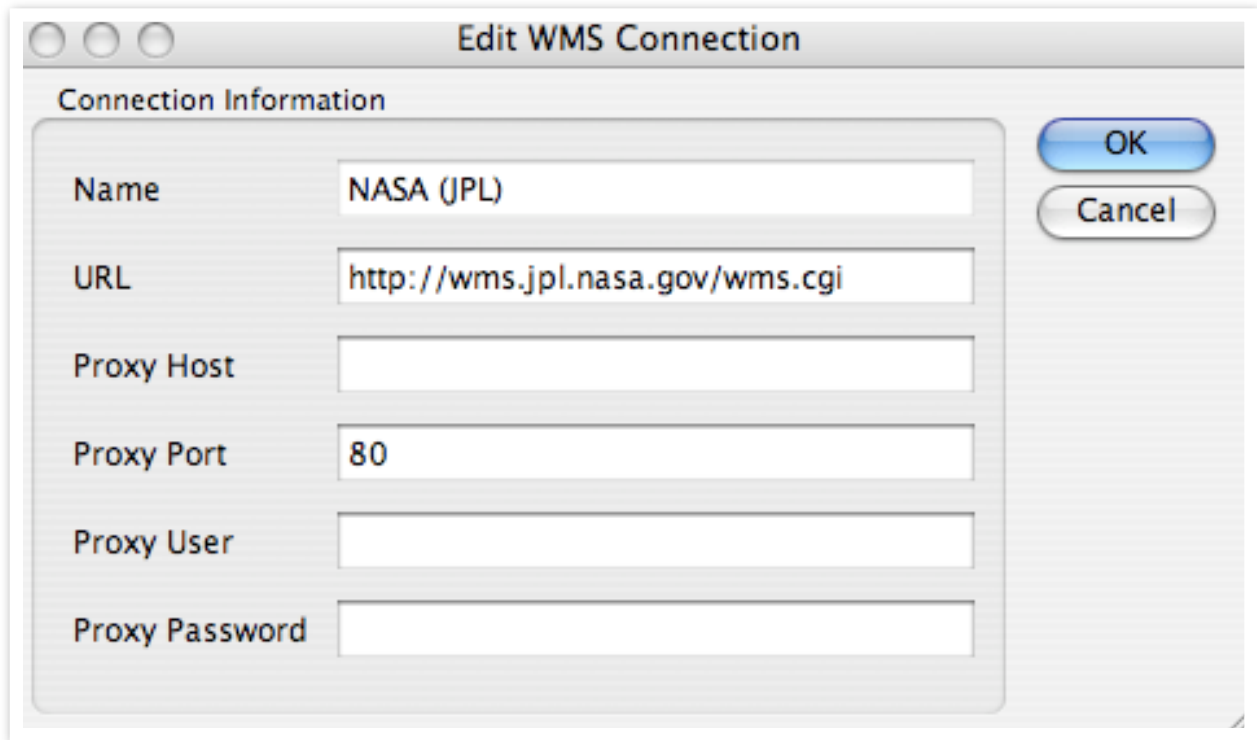 Edit WMS Connection
Connection Information
OK
Cancel
Name NASA (JPL)
URL http://wms.jpl.nasa.gov/wms.cgi
Proxy Host
Proxy Port 80
Proxy User
Proxy Password